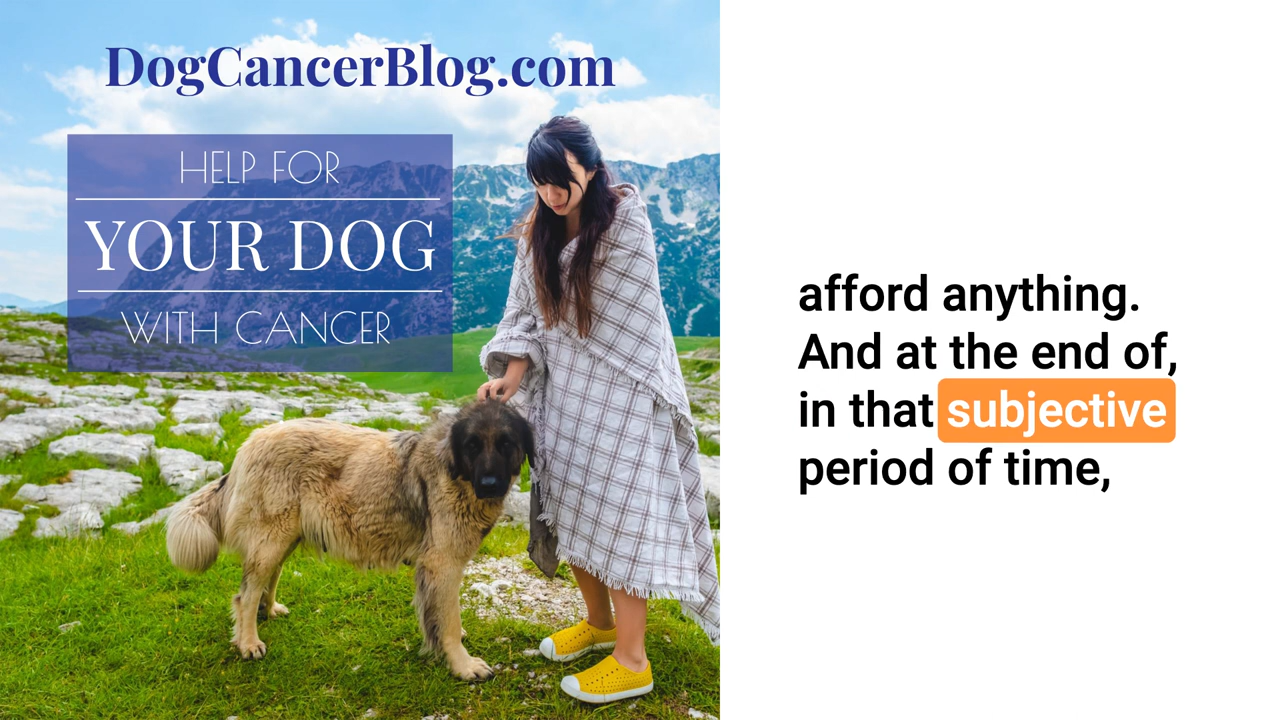 DogCancerBlog.com
HELP FOR
YOUR DOG
WITH CANCER
afford anything.
And at the end of,
in that subjective
period of time,